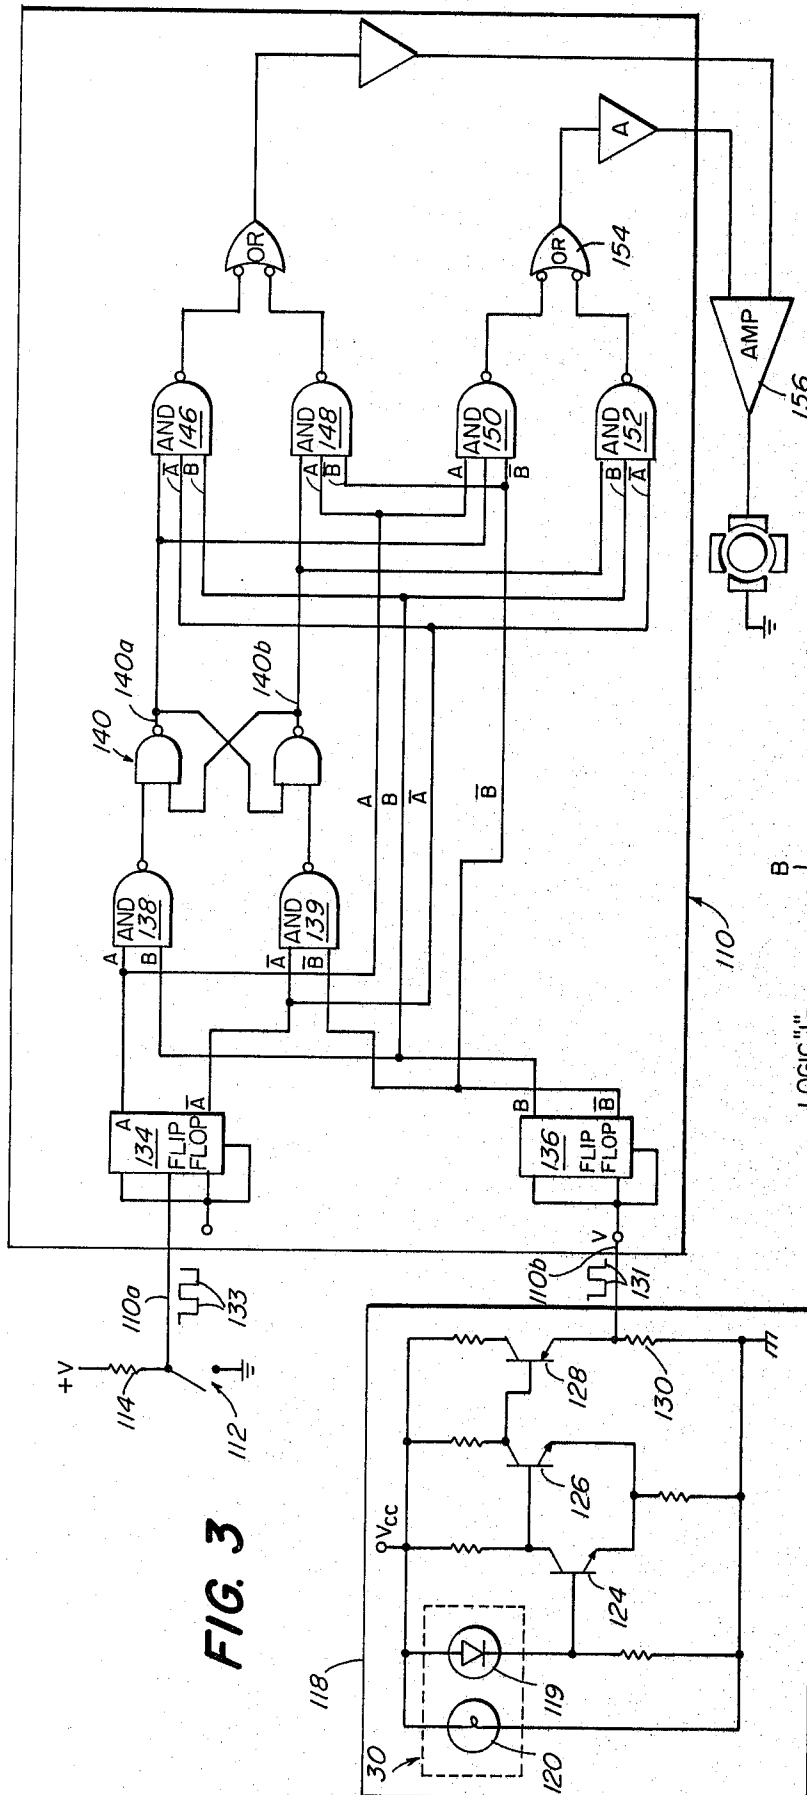 FIG. 3
+V
114
112
110a
133
134
FLIP
FLOP
A
A̅
136
FLIP
FLOP
B
B̅
V
110b
131
A
B
AND
138
A̅
B̅
AND
139
140
140a
140b
A
B
A̅
B̅
A̅
B
AND
146
A
B̅
AND
148
A
B̅
AND
150
B
A̅
AND
152
OR
OR
154
A
AMP
156
110
B
LOGIC "1"
118
30
120
119
VCC
124
126
128
130